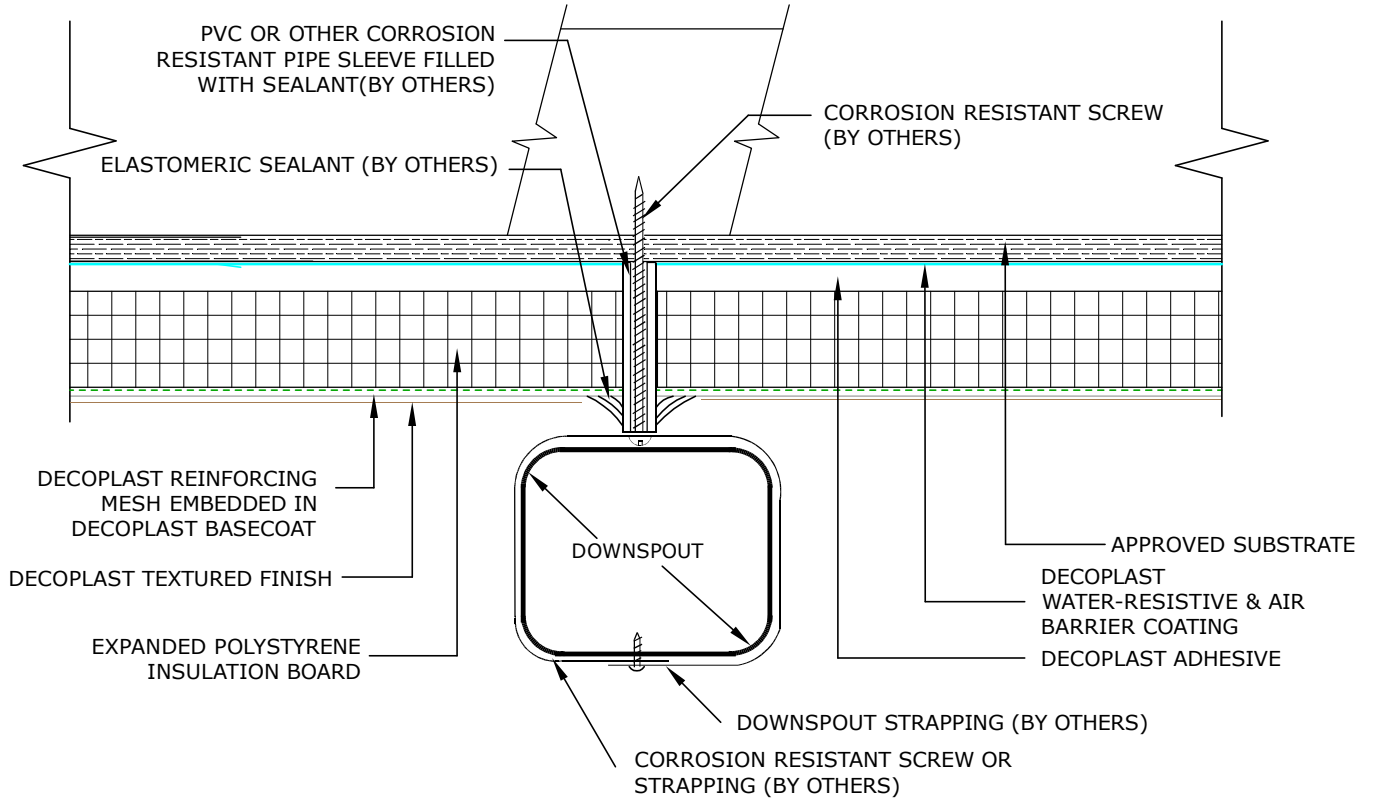 PVC OR OTHER CORROSION
RESISTANT PIPE SLEEVE FILLED
WITH SEALANT(BY OTHERS)
CORROSION RESISTANT SCREW
(BY OTHERS)
ELASTOMERIC SEALANT (BY OTHERS)
DECOPLAST REINFORCING
MESH EMBEDDED IN
DECOPLAST BASECOAT
DECOPLAST TEXTURED FINISH
EXPANDED POLYSTYRENE
INSULATION BOARD
DOWNSPOUT
APPROVED SUBSTRATE
DECOPLAST
WATER-RESISTIVE & AIR
BARRIER COATING
DECOPLAST ADHESIVE
DOWNSPOUT STRAPPING (BY OTHERS)
CORROSION RESISTANT SCREW OR
STRAPPING (BY OTHERS)